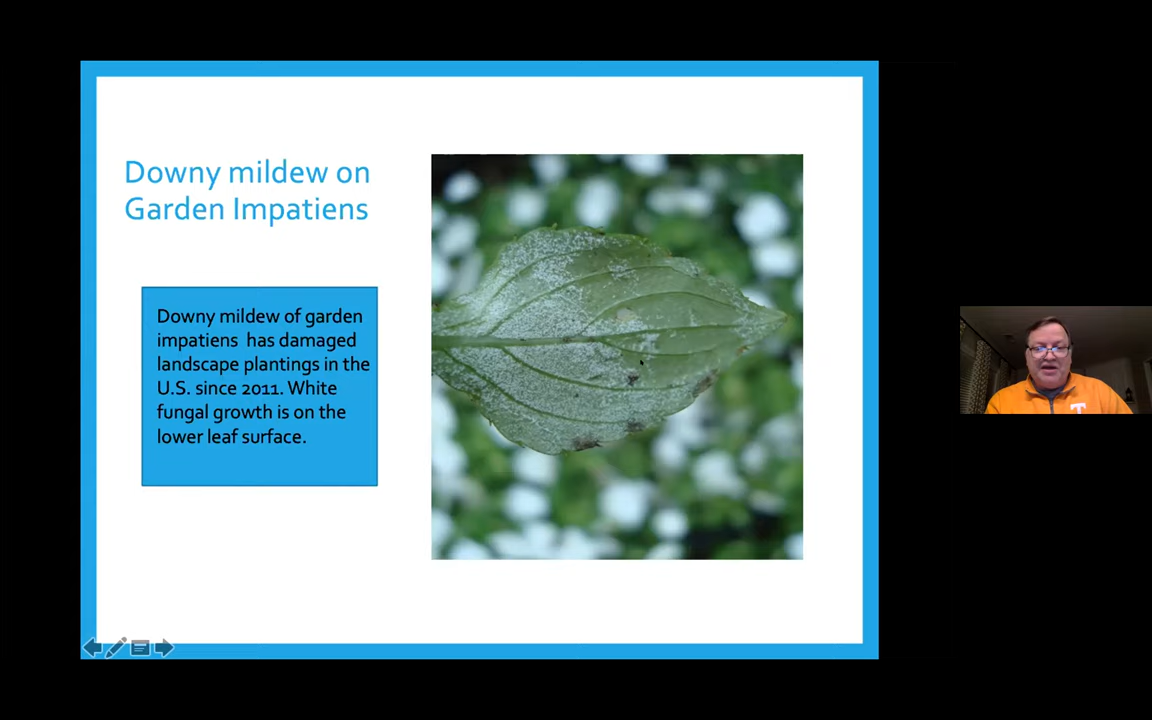 Downy mildew on
Garden Impatiens
Downy mildew of garden
impatiens has damaged
landscape plantings in the
U.S. since 2011. White
fungal growth is on the
lower leaf surface.
T